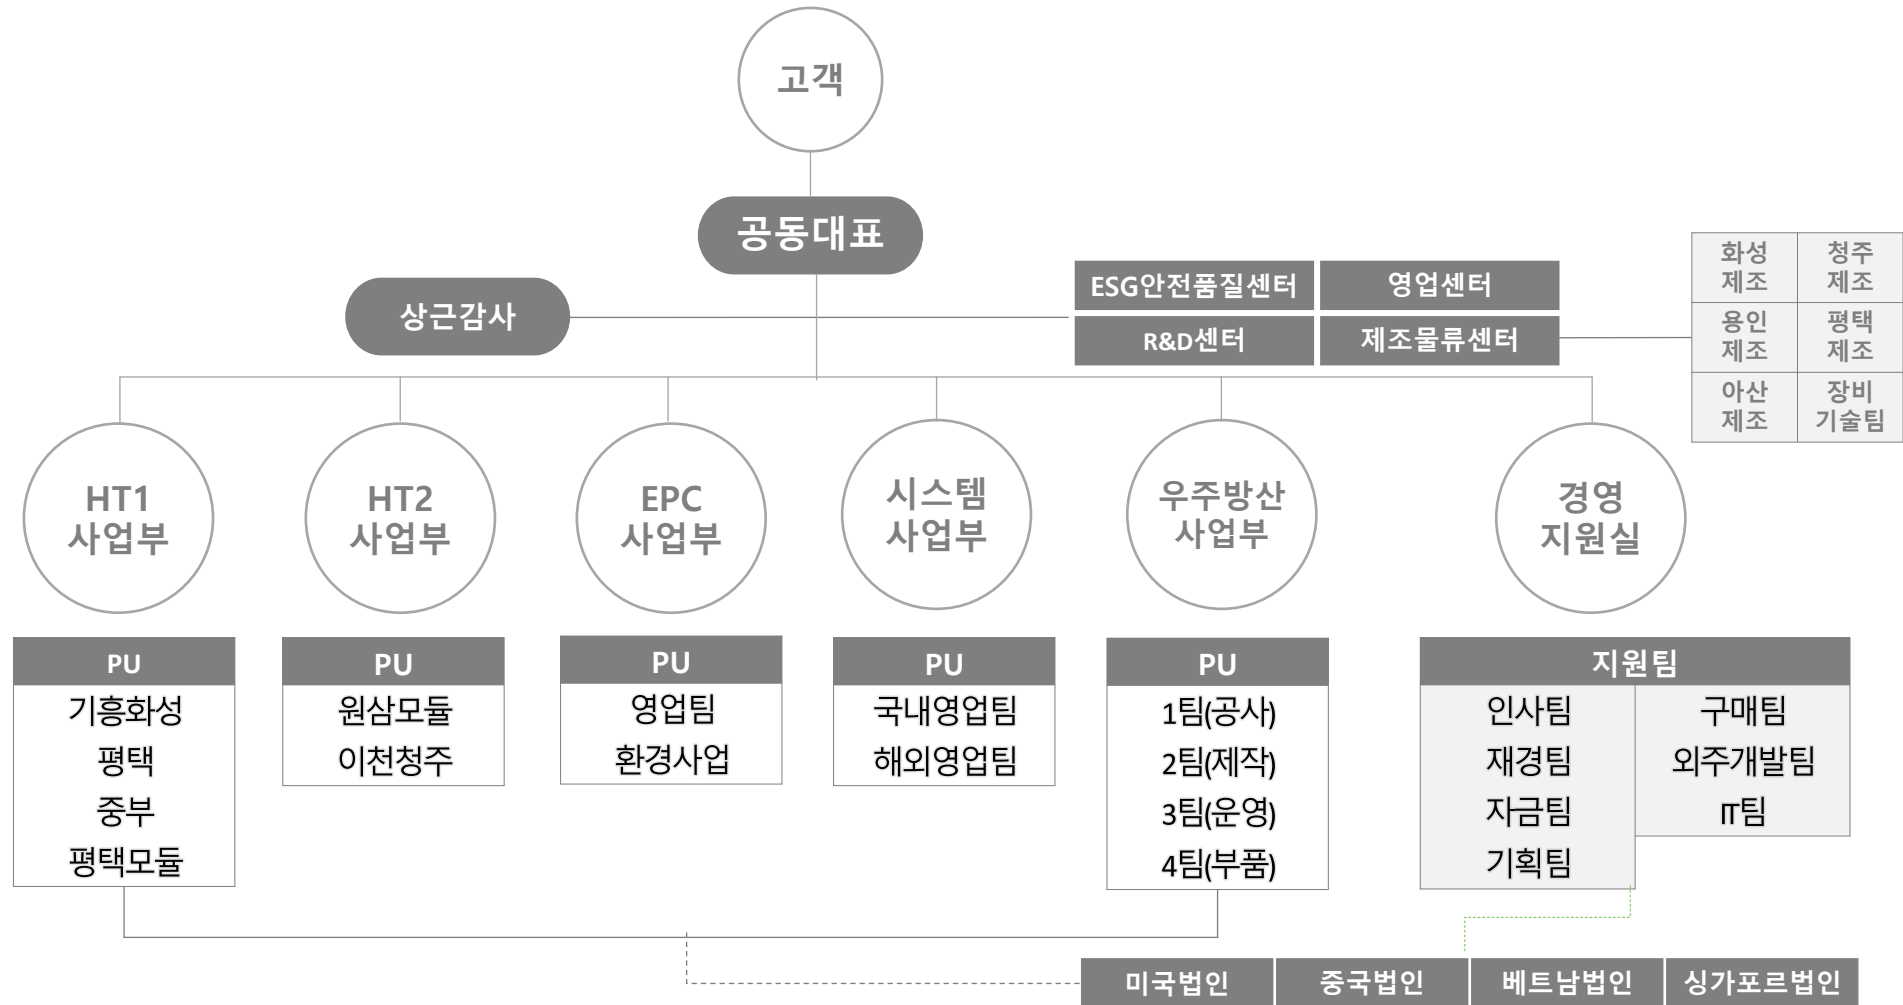 고객
공동대표
상근감사
ESG안전품질센터
영업센터
R&D센터
제조물류센터
화성
제조
청주
제조
용인
제조
평택
제조
아산
제조
장비
기술팀
HT1
사업부
HT2
사업부
EPC
사업부
시스템
사업부
우주방산
사업부
경영
지원실
PU
기흥화성
평택
중부
평택모듈
PU
원삼모듈
이천청주
PU
영업팀
환경사업
PU
국내영업팀
해외영업팀
PU
1팀(공사)
2팀(제작)
3팀(운영)
4팀(부품)
지원팀
인사팀
재경팀
자금팀
기획팀
구매팀
외주개발팀
IT팀
미국법인
중국법인
베트남법인
싱가포르법인